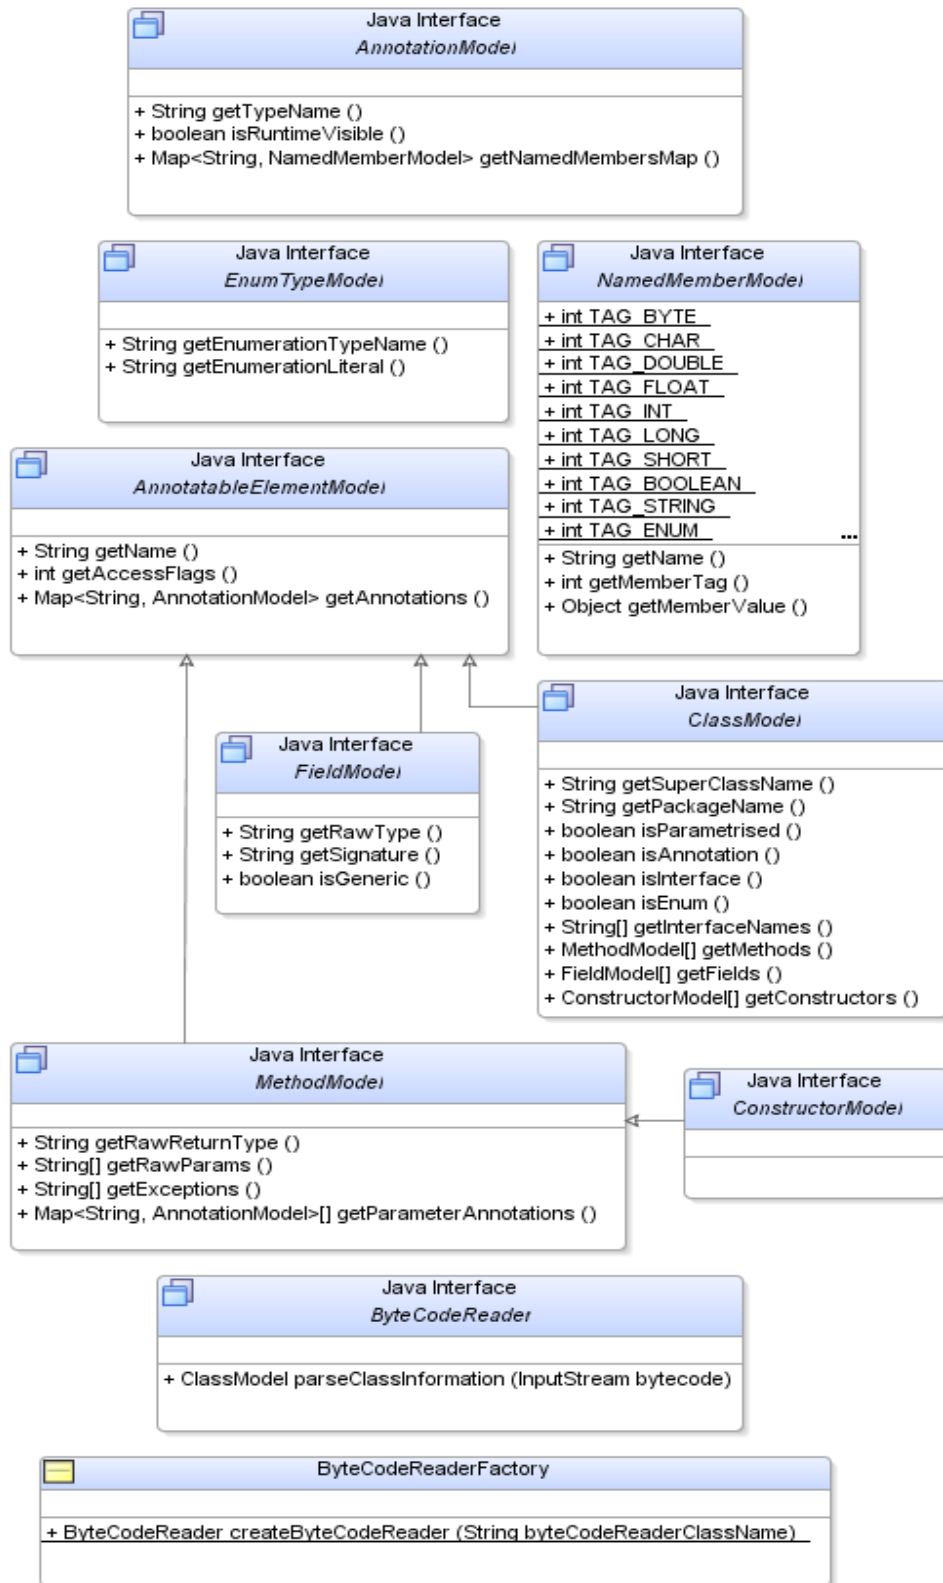 Java Interface
AnnotationModel
+ String getTypeName ()
+ boolean isRuntimeVisible ()
+ Map<String, NamedMemberModel> getNamedMembersMap ()
Java Interface
EnumTypeModel
+ String getEnumerationTypeName ()
+ String getEnumerationLiteral ()
Java Interface
NamedMemberModel
+ int TAG_BYTE
+ int TAG_CHAR
+ int TAG_DOUBLE
+ int TAG_FLOAT
+ int TAG_INT
+ int TAG_LONG
+ int TAG_SHORT
+ int TAG_BOOLEAN
+ int TAG_STRING
+ int TAG_ENUM
...
+ String getName ()
+ int getMemberTag ()
+ Object getMemberValue ()
Java Interface
AnnotatableElementModel
+ String getName ()
+ int getAccessFlags ()
+ Map<String, AnnotationModel> getAnnotations ()
Java Interface
ClassModel
+ String getSuperClassName ()
+ String getPackageName ()
+ boolean isParametrised ()
+ boolean isAnnotation ()
+ boolean isInterface ()
+ boolean isEnum ()
+ String[] getInterfaceNames ()
+ MethodModel[] getMethods ()
+ FieldModel[] getFields ()
+ ConstructorModel[] getConstructors ()
Java Interface
FieldModel
+ String getRawType ()
+ String getSignature ()
+ boolean isGeneric ()
Java Interface
MethodModel
+ String getRawReturnType ()
+ String[] getRawParams ()
+ String[] getExceptions ()
+ Map<String, AnnotationModel>[] getParameterAnnotations ()
Java Interface
ConstructorModel
Java Interface
ByteCodeReader
+ ClassModel parseClassInformation (InputStream bytecode)
ByteCodeReaderFactory
+ ByteCodeReader createByteCodeReader (String byteCodeReaderClassName)